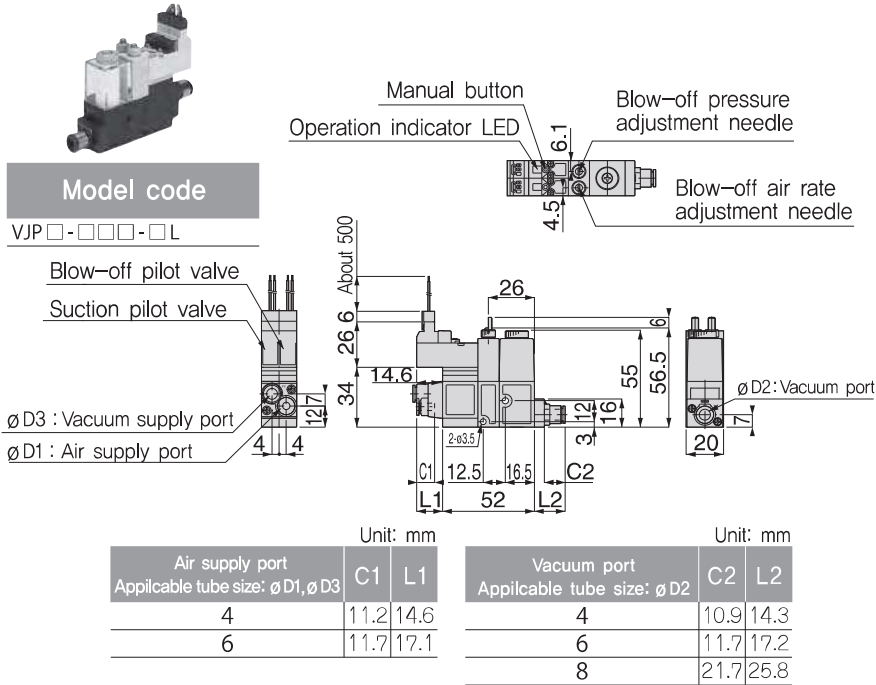 Manual button
Operation indicator LED
Blow-off pressure
adjustment needle
6.1
4.5
Blow-off air rate
adjustment needle
Model code
VJP□-□□□-□L
Blow-off pilot valve
Suction pilot valve
øD3 : Vacuum supply port
øD1 : Air supply port
4
4
12
7
About 500
6
26
34
14.6
26
6
55
56.5
16
12
3
2-ø3.5
C1
12.5
16.5
C2
L1
52
L2
øD2 : Vacuum port
20
7
Unit: mm
Air supply port
Appilcable tube size: øD1, øD3
C1
L1
4 11.2 14.6
6 11.7 17.1
Unit: mm
Vacuum port
Appilcable tube size: øD2
C2
L2
4 10.9 14.3
6 11.7 17.2
8 21.7 25.8